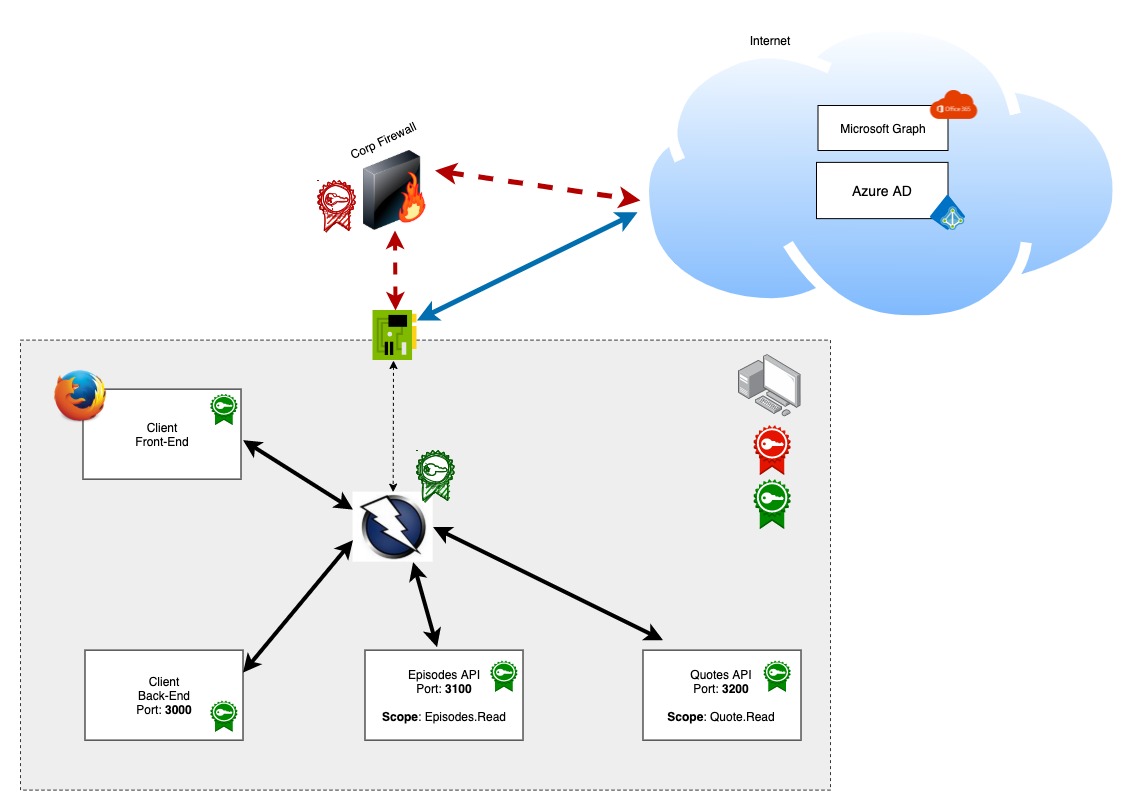 Internet
Office 365
Microsoft Graph
Corp Firewall
Azure AD
Client
Front-End
Client
Back-End
Port: 3000
Episodes API
Port: 3100
Scope: Episodes.Read
Quotes API
Port: 3200
Scope: Quote.Read